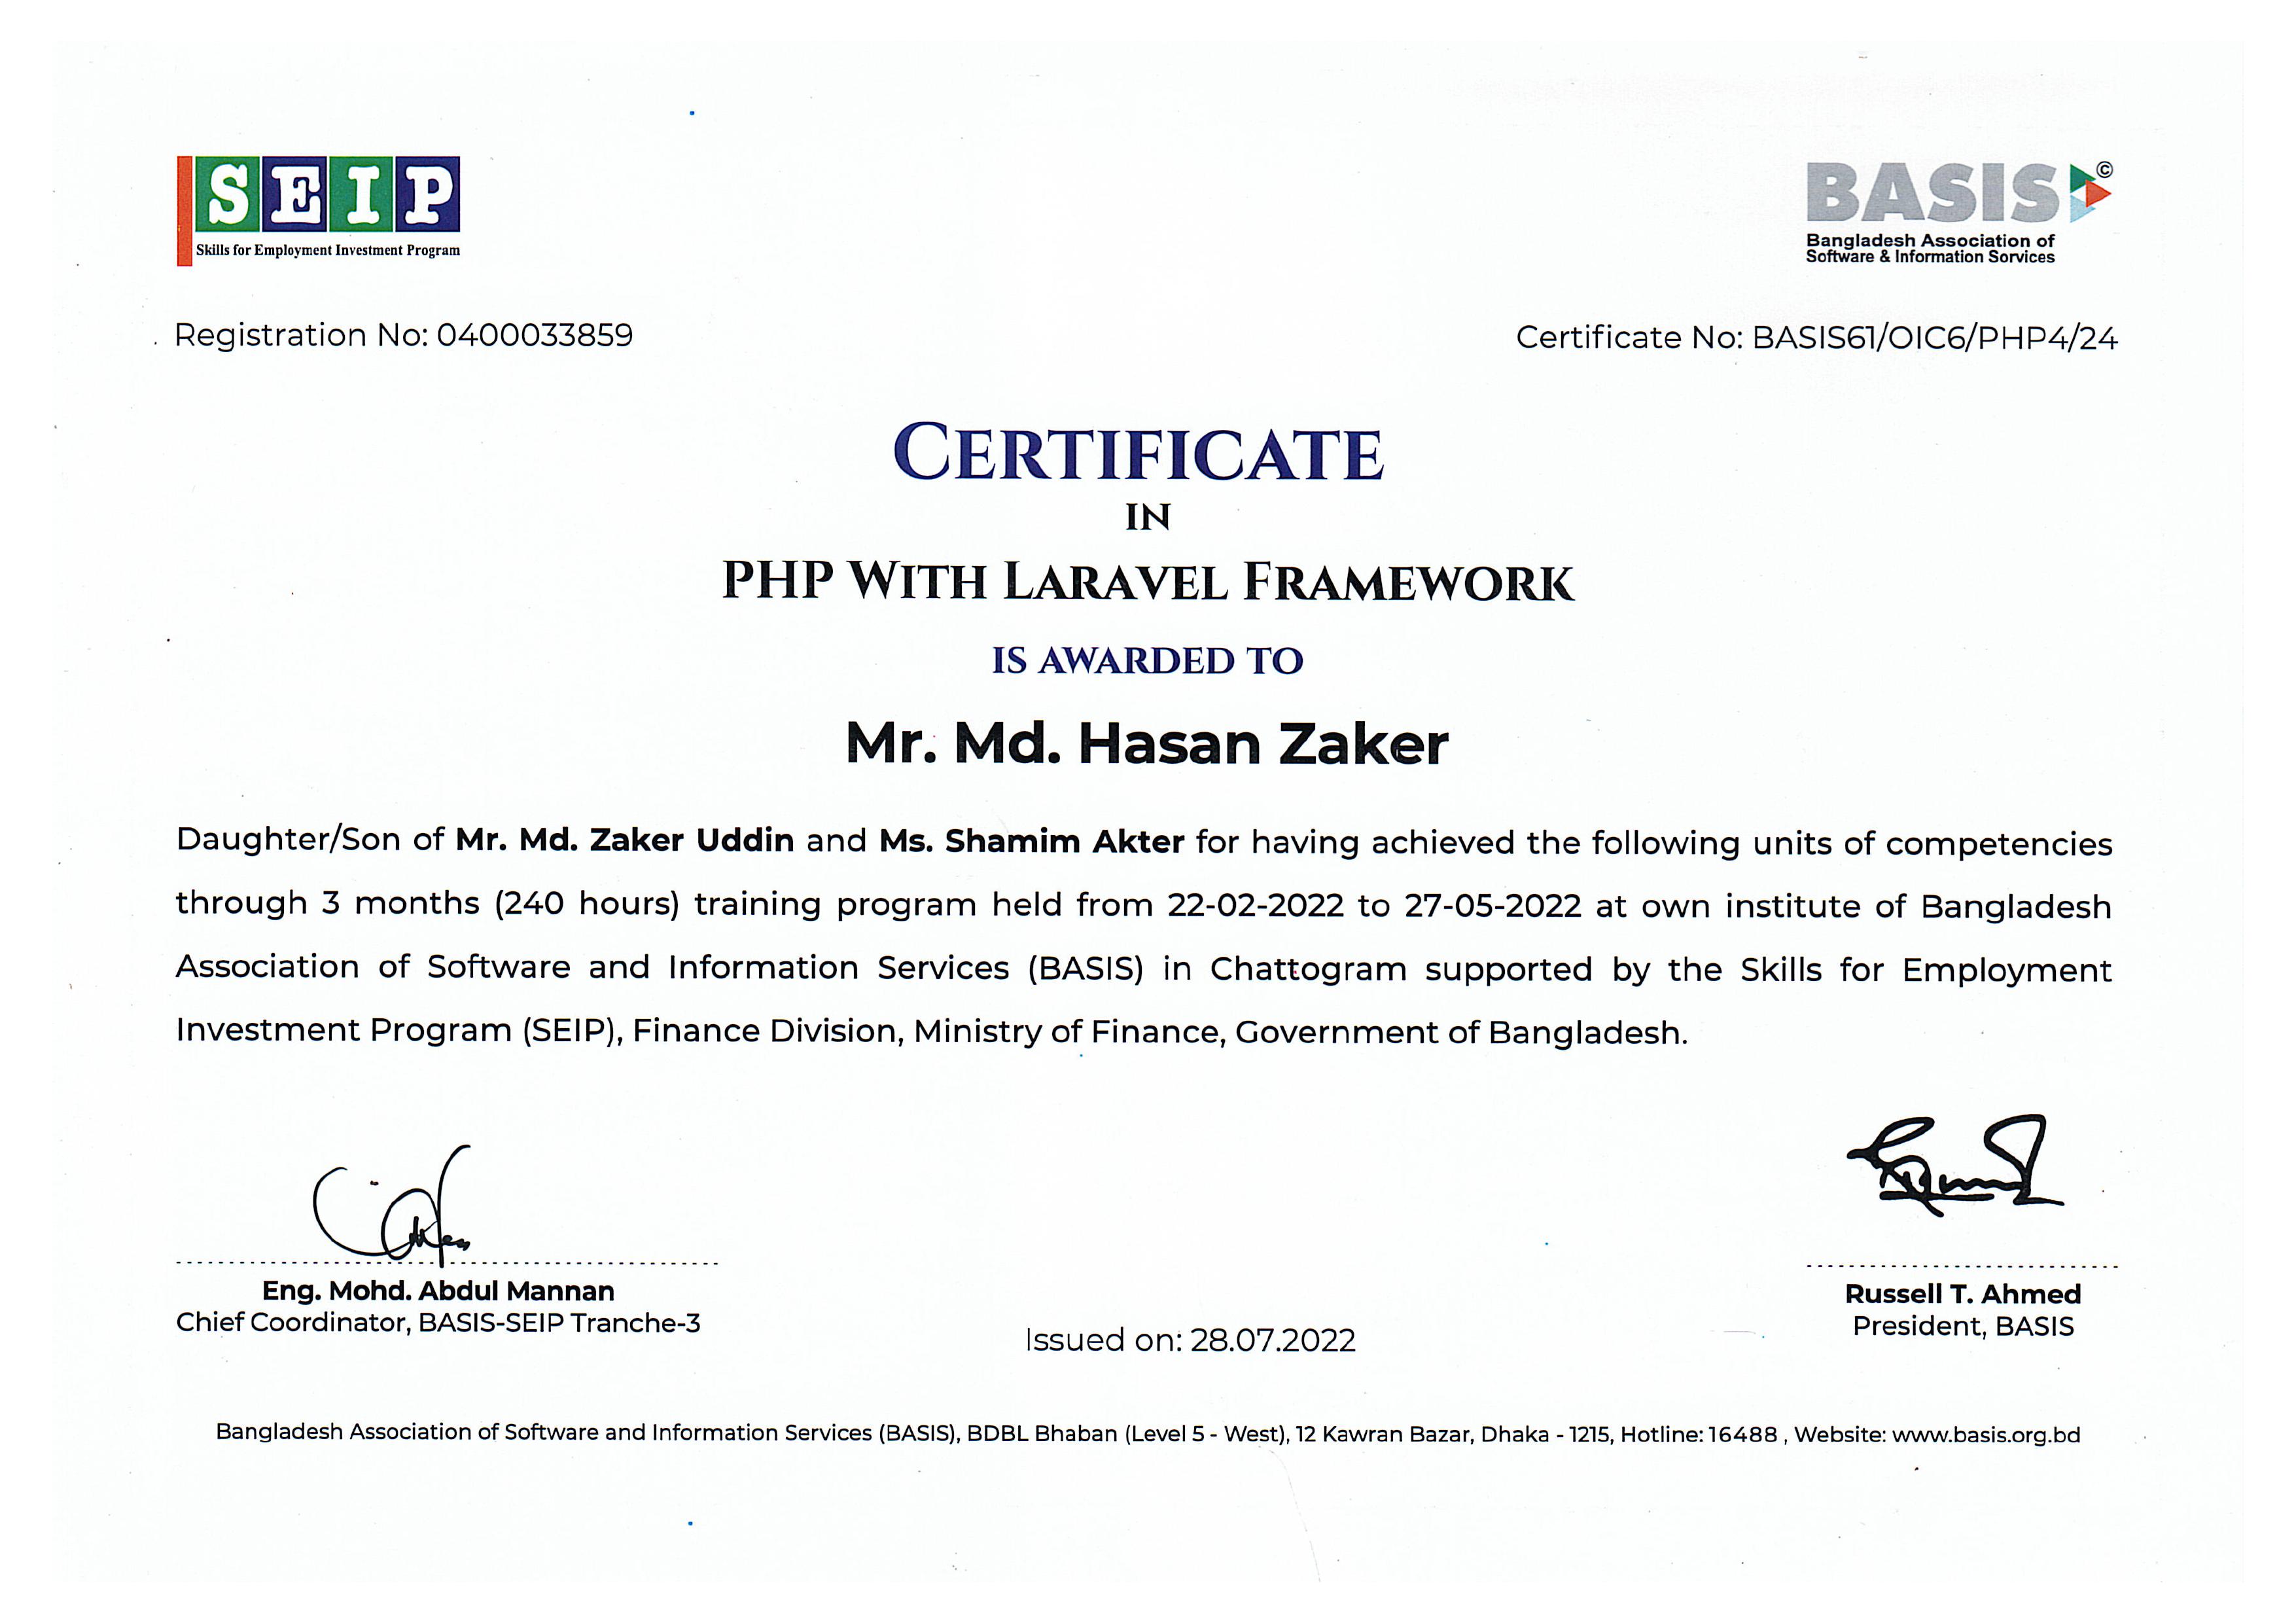 SEIP
Skills for Employment Investment Program
BASIS ©
Bangladesh Association of
Software & Information Sorvices
Registration No: 0400033859
Certificate No: BASIS61/OIC6/PHP4/24
CERTIFICATE
IN
PHP WITH LARAVEL FRAMEWORK
IS AWARDED TO
Mr. Md. Hasan Zaker
Daughter/Son of Mr. Md. Zaker Uddin and Ms. Shamim Akter for having achieved the following units of competencies
through 3 months (240 hours) training program held from 22-02-2022 to 27-05-2022 at own institute of Bangladesh
Association of Software and Information Services (BASIS) in Chattogram supported by the Skills for Employment
Investment Program (SEIP), Finance Division, Ministry of Finance, Government of Bangladesh.
Eng. Mohd. Abdul Mannan
Chief Coordinator, BASIS-SEIP Tranche-3
Issued on: 28.07.2022
Russell T. Ahmed
President, BASIS
Bangladesh Association of Software and Information Services (BASIS), BDBL Bhaban (Level 5 - West), 12 Kawran Bazar, Dhaka - 1215, Hotline: 16488 , Website: www.basis.org.bd